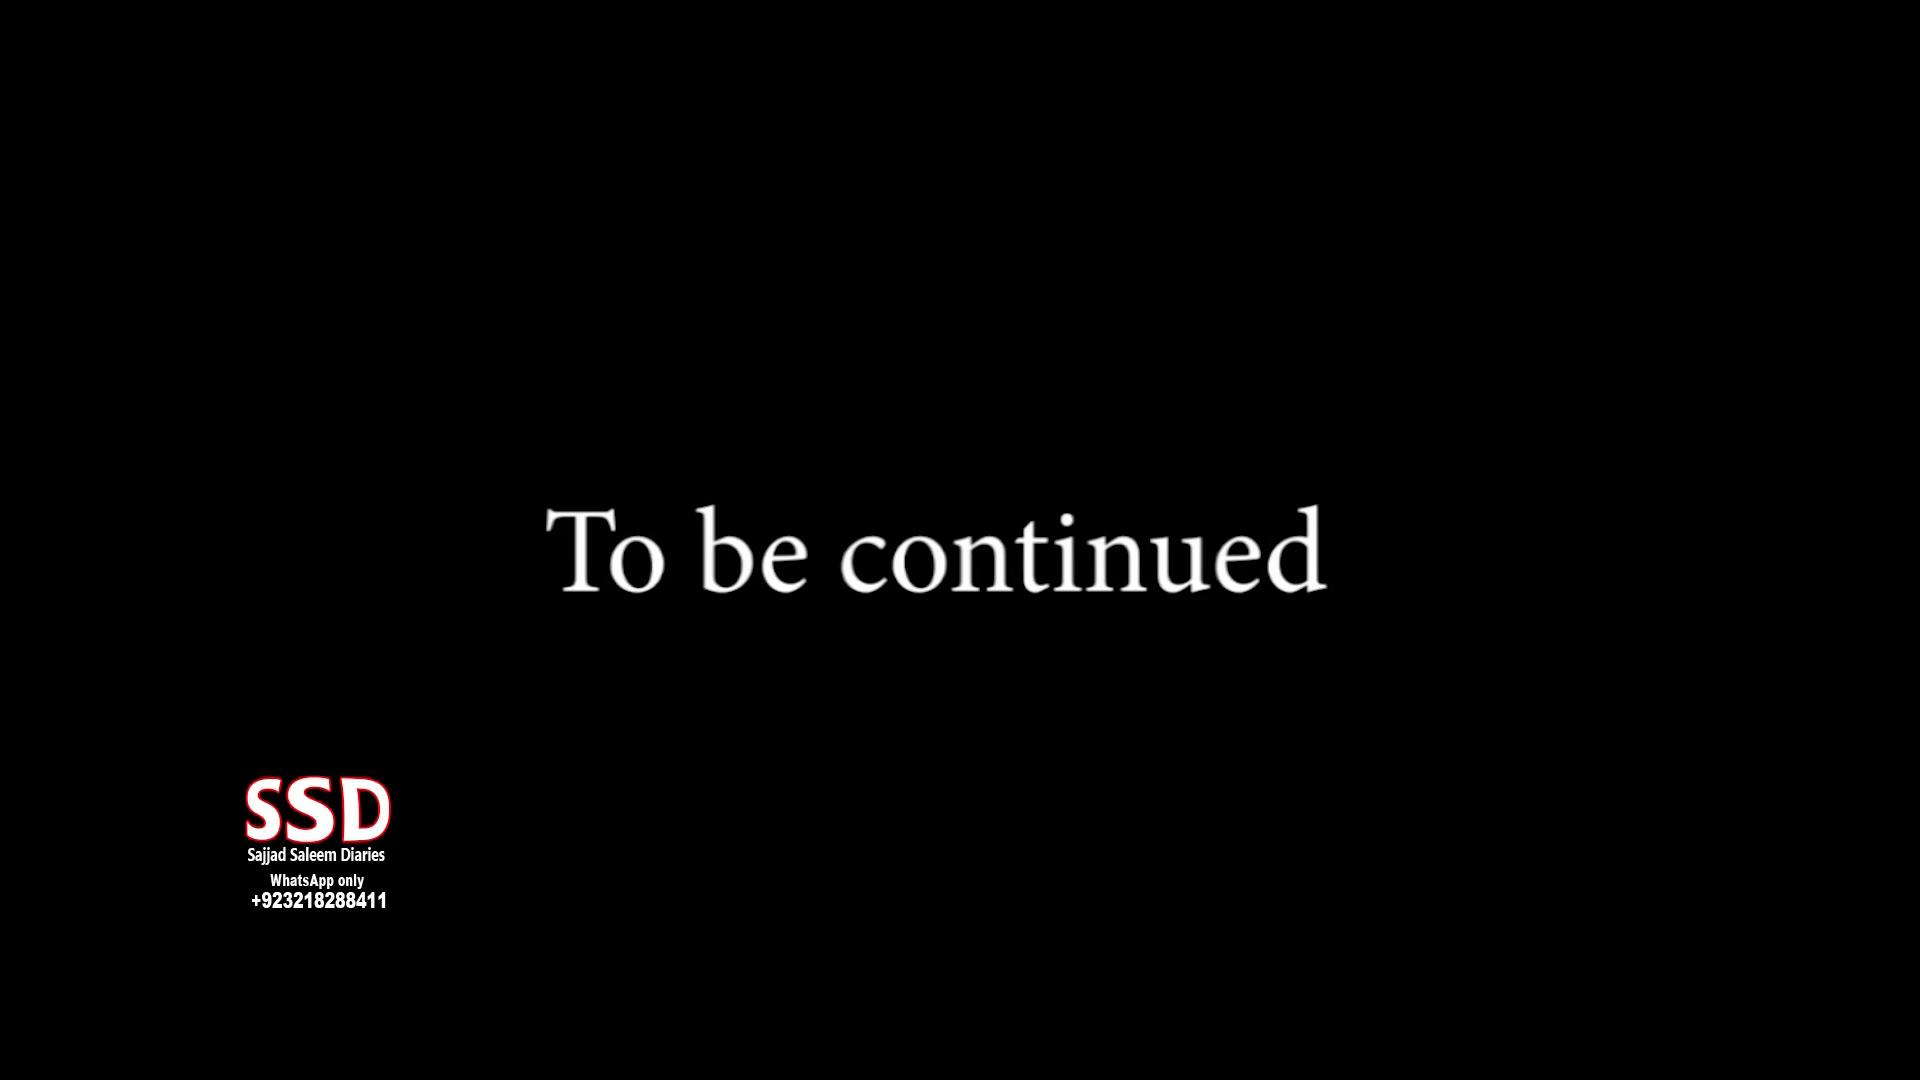 To be continued
SSD
Sajjad Saleem Diaries
WhatsApp only
+923218288411